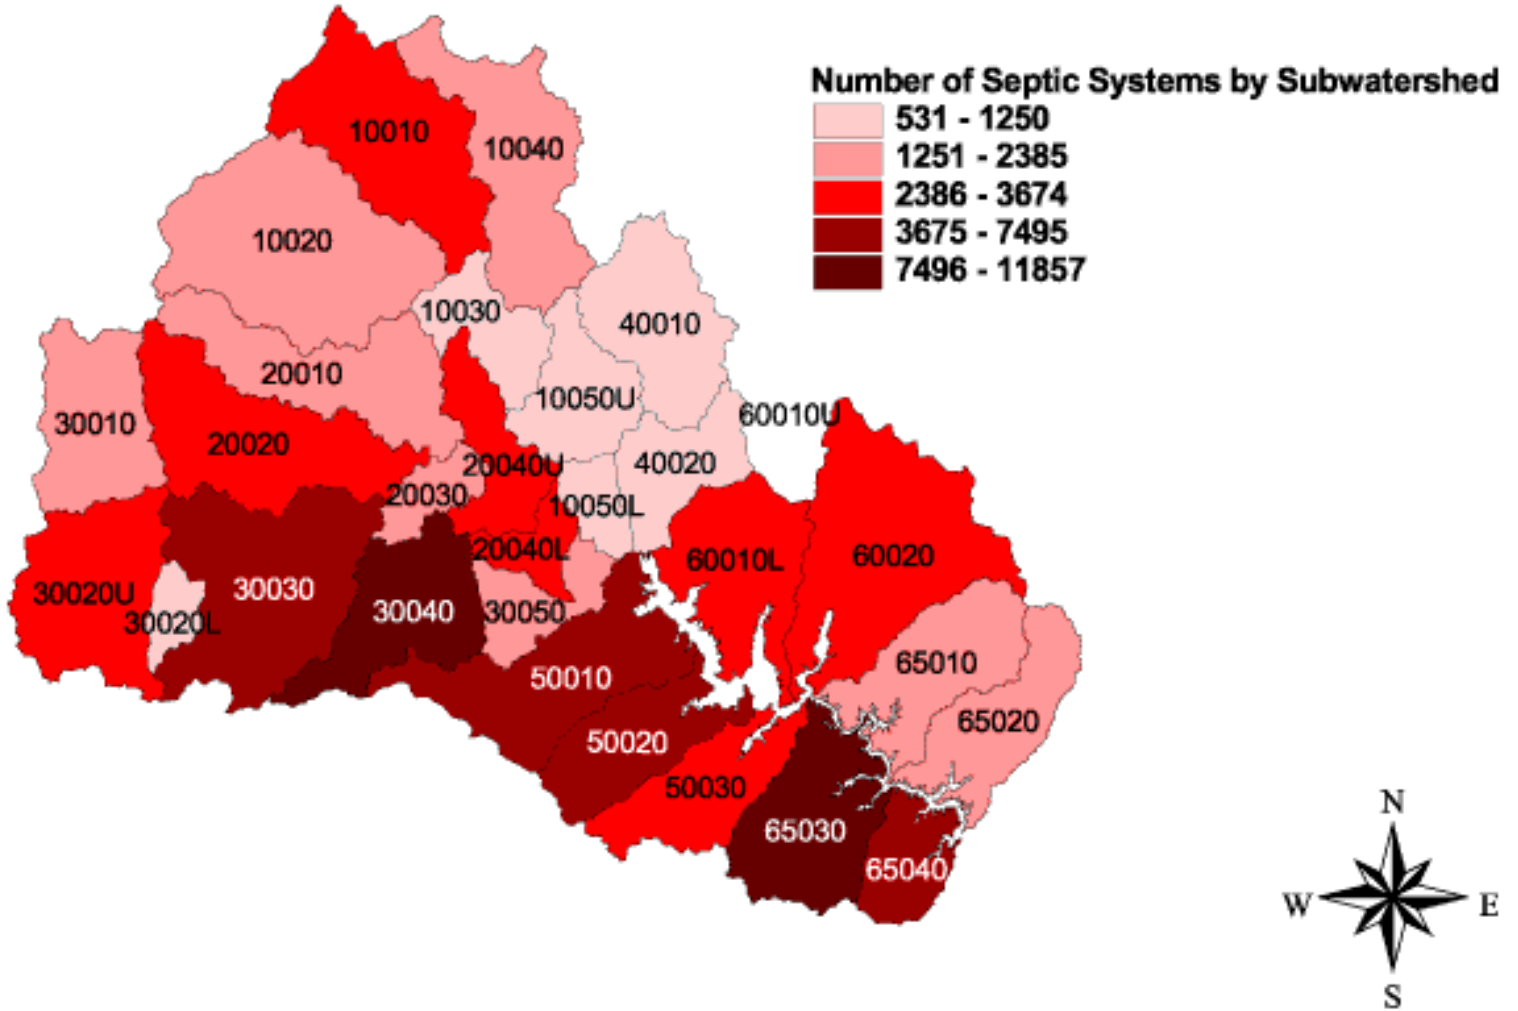 Number of Septic Systems by Subwatershed
531 - 1250
1251 - 2385
2386 - 3674
3675 - 7495
7496 - 11857
10010
10040
10020
10030
40010
20010
10050U
60010U
30010
20020
40020
20040U
20030
10050L
20040L
60010L
60020
30020U
30030
30020L
30040
30050
65010
50010
65020
50020
50030
65030
65040
N
W
E
S